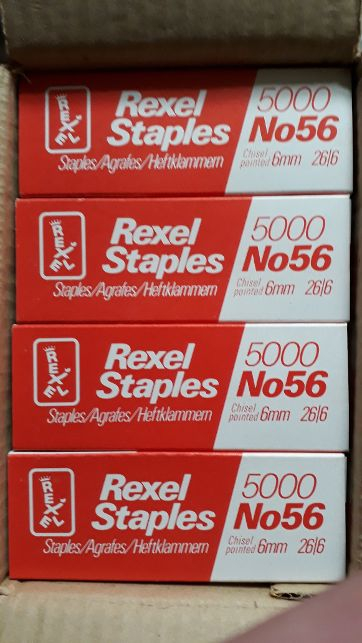 REXEL
Rexel
Staples
Staples/Agrafes/Heftklammern
5000
No56
Chisel
pointed 6mm 26/6
REXEL
Rexel
Staples
Staples/Agrafes/Heftklammern
5000
No56
Chisel
pointed 6mm 26/6
REXEL
Rexel
Staples
Staples/Agrafes/Heftklammern
5000
No56
Chisel
pointed 6mm 26/6
REXEL
Rexel
Staples
Staples/Agrafes/Heftklammern
5000
No56
Chisel
pointed 6mm 26/6